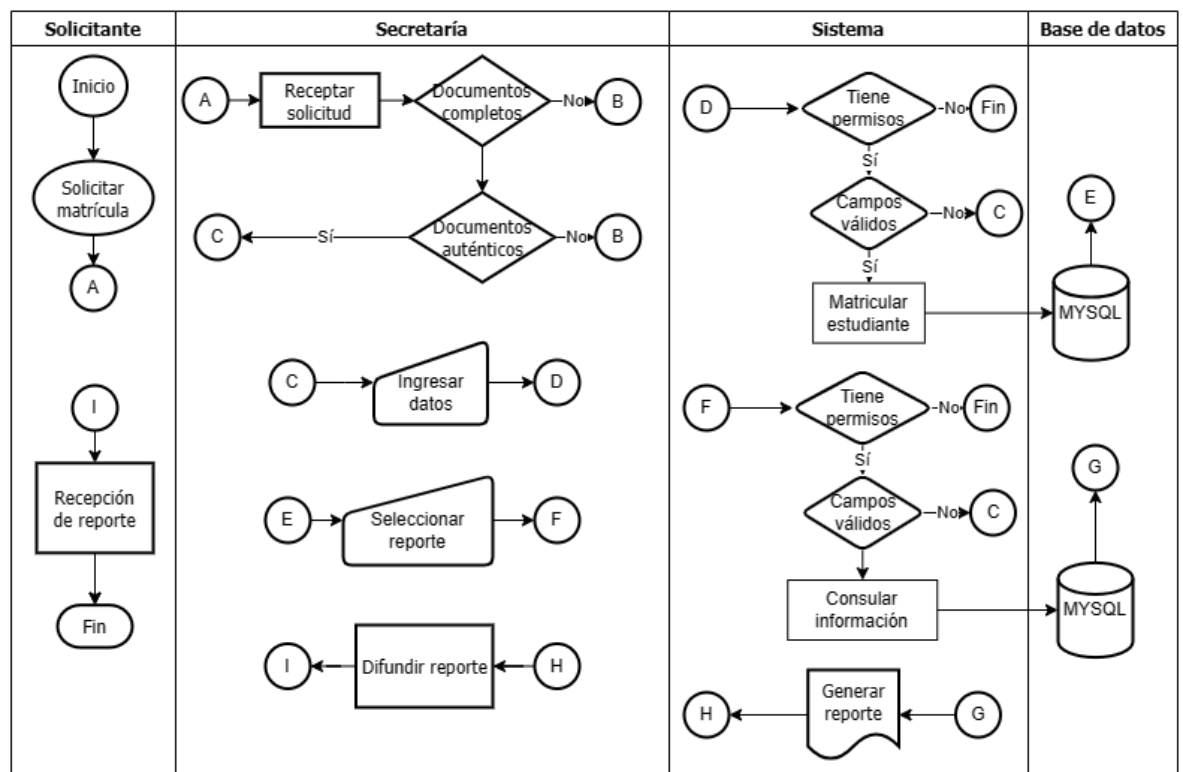 Solicitante
Secretaría
Sistema
Base de datos
Inicio
Solicitar
matrícula
A
I
Recepción
de reporte
Fin
A
Receptar
solicitud
Documentos
completos
No
B
C
Sí
Documentos
auténticos
No
B
C
Ingresar
datos
D
E
Seleccionar
reporte
F
I
Difundir reporte
H
D
Tiene
permisos
No
Fin
Sí
Campos
válidos
No
C
Sí
Matricular
estudiante
F
Tiene
permisos
No
Fin
Sí
Campos
válidos
No
C
Consular
información
H
Generar
reporte
G
E
MYSQL
G
MYSQL